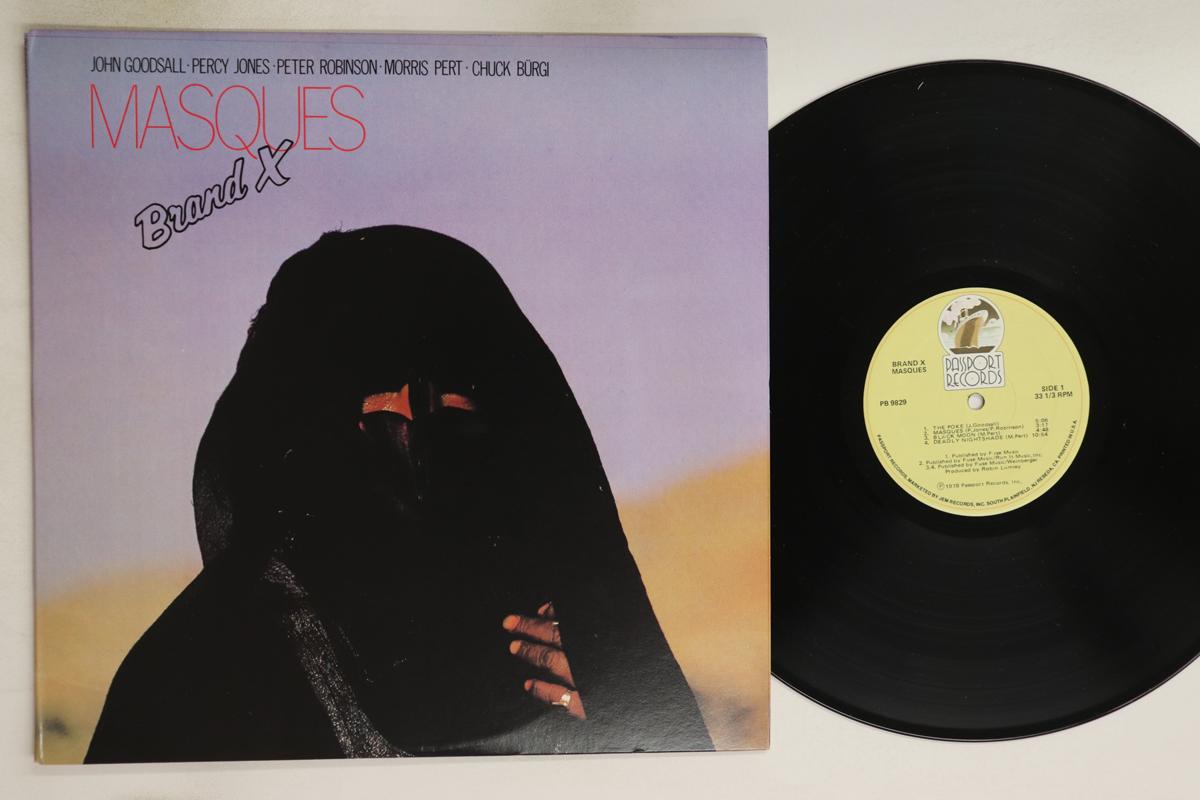 JOHN GOODSALL · PERCY JONES · PETER ROBINSON · MORRIS PERT · CHUCK BÜRGI
MASQUES
Brand X
PASSPORT
RECORDS
BRAND X
MASQUES
PB 9829
SIDE 1
33 1/3 RPM
1. THE POKE (J.Goodsall) 5:06
2. MASQUES (P.Jones/P.Robinson) 3:17
3. BLACK MOON (M.Pert) 4:48
4. DEADLY NIGHTSHADE (M.Pert) 10:54
1. Published by Fuse Music
2. Published by Fuse Music/Run It Music, Inc.
3,4. Published by Fuse Music/Weinberger
Produced by Robin Lumley
Ⓟ 1978 Passport Records, Inc.
PASSPORT RECORDS, MARKETED BY JEM RECORDS, INC. SOUTH PLAINFIELD, NJ RESEDA, CA. PRINTED IN U.S.A.